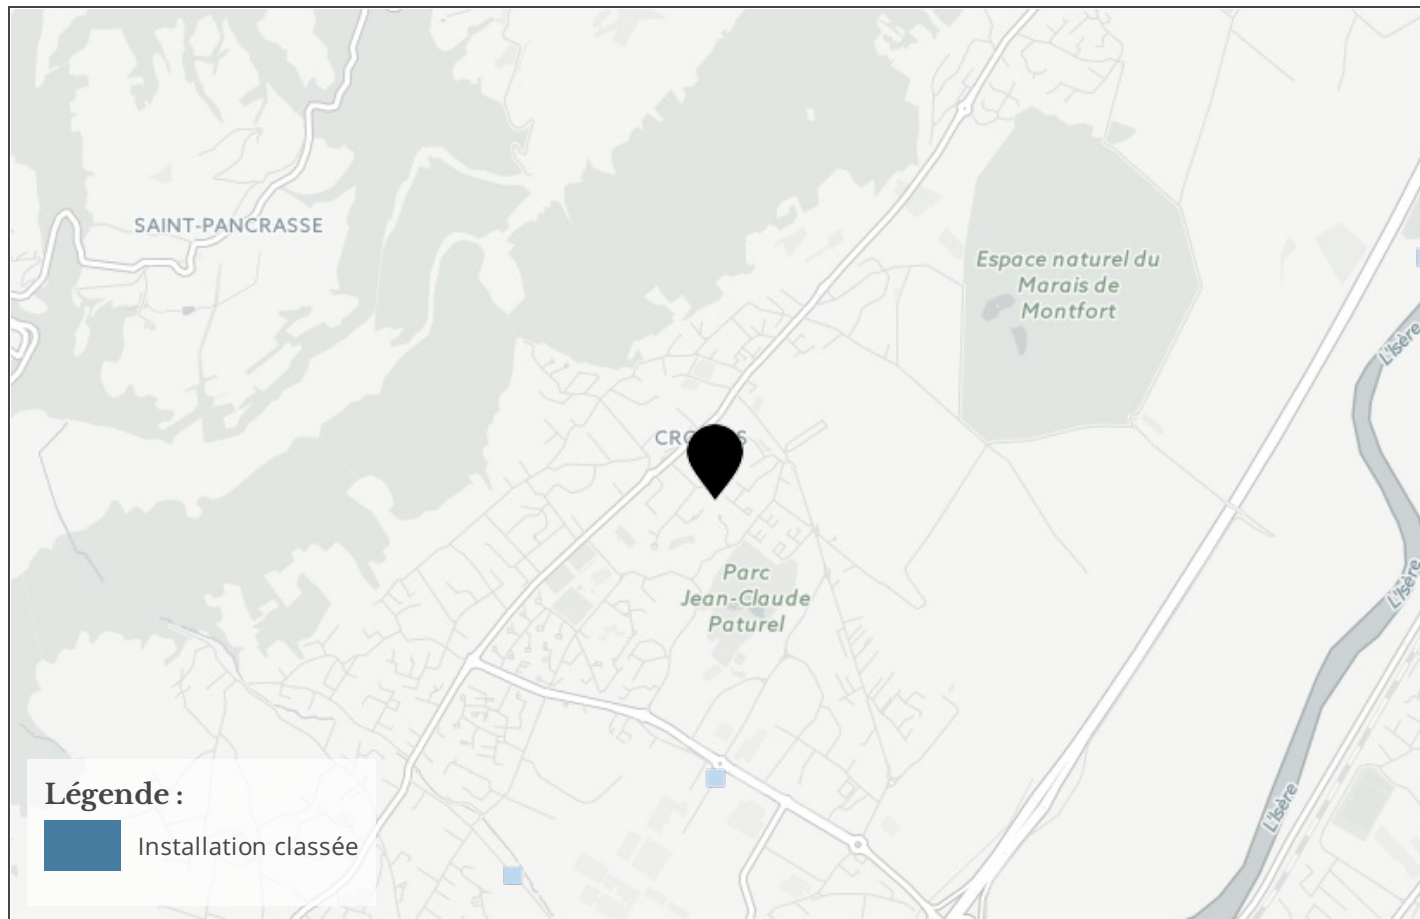 SAINT-PANCRASSE
Espace naturel du
Marais de
Montfort
L'Isère
Parc
Jean-Claude
Paturel
L'Isère
L'Isère
Légende :
Installation classée